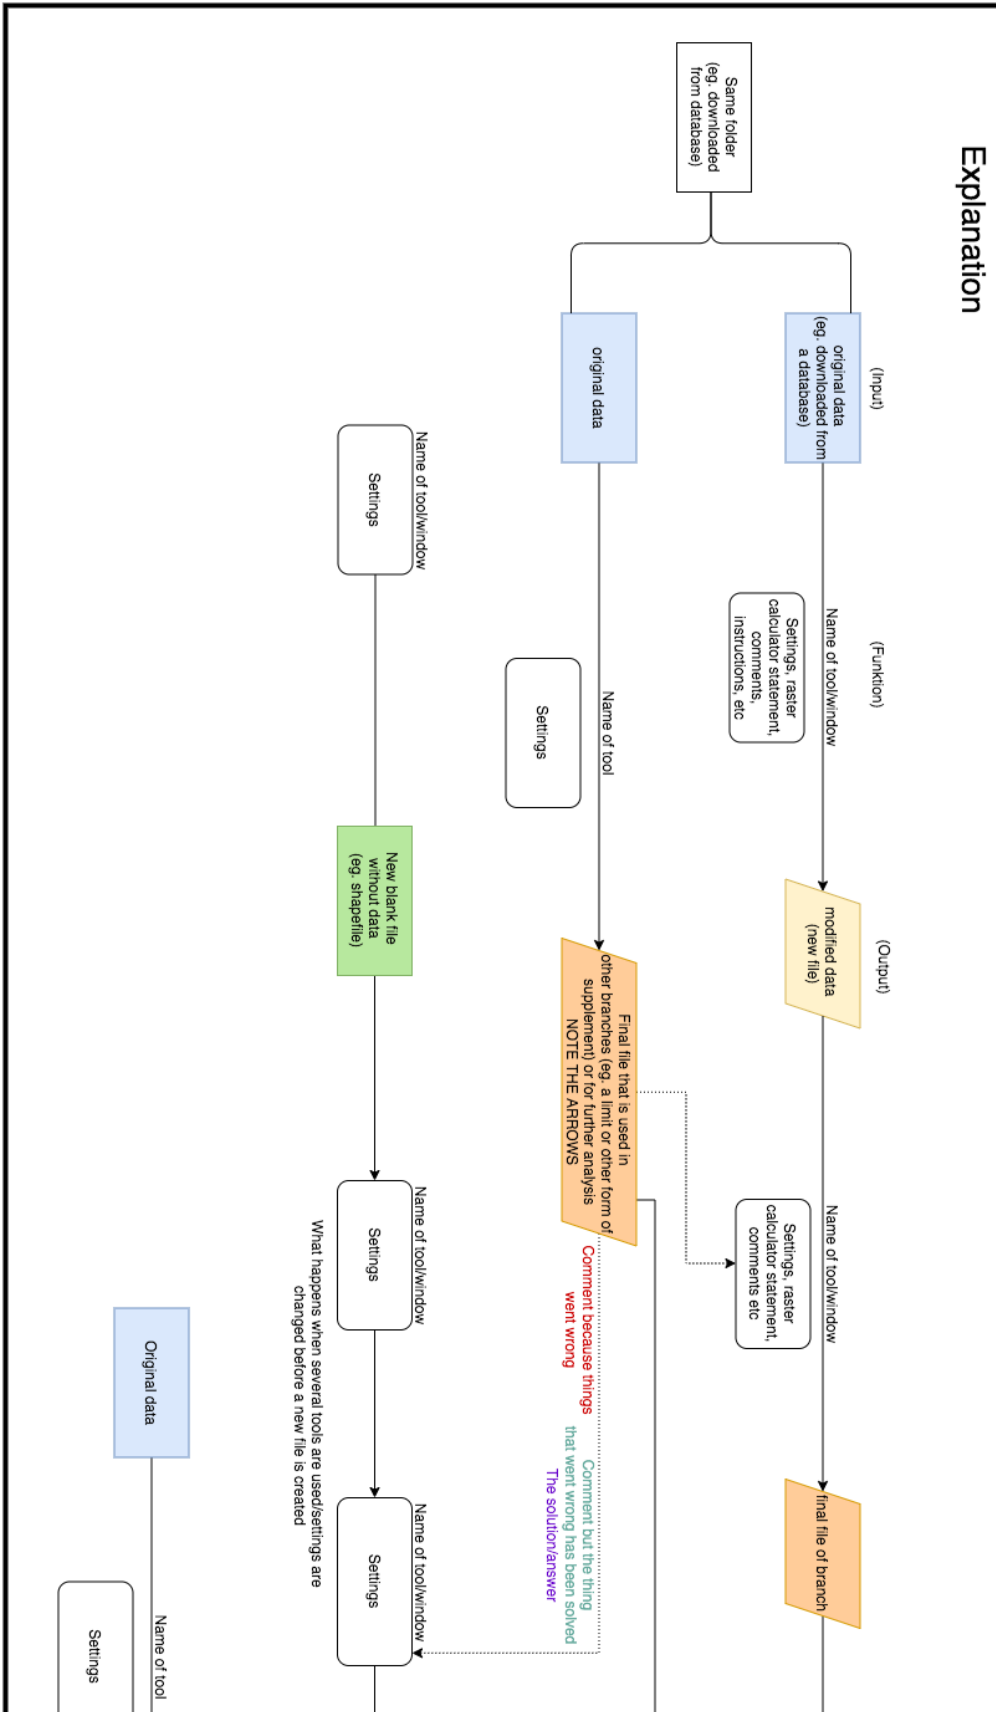 Explanation
(Input)
(Funktion)
(Output)
Same folder
(eg. downloaded
from database)
original data
(eg. downloaded from
a database)
Name of tool/window
Settings, raster
calculator statement,
comments,
instructions, etc
modified data
(new file)
Name of tool/window
Settings, raster
calculator statement,
comments etc
final file of branch
original data
Name of tool
Settings
Final file that is used in
other branches (eg. a limit or other form of
supplement) or for further analysis
NOTE THE ARROWS
Comment because things
went wrong
Comment but the thing
that went wrong has been solved
The solution/answer
Name of tool/window
Settings
New blank file
without data
(eg. shapefile)
Name of tool/window
Settings
Name of tool/window
Settings
What happens when several tools are used/settings are
changed before a new file is created
Original data
Name of tool
Settings